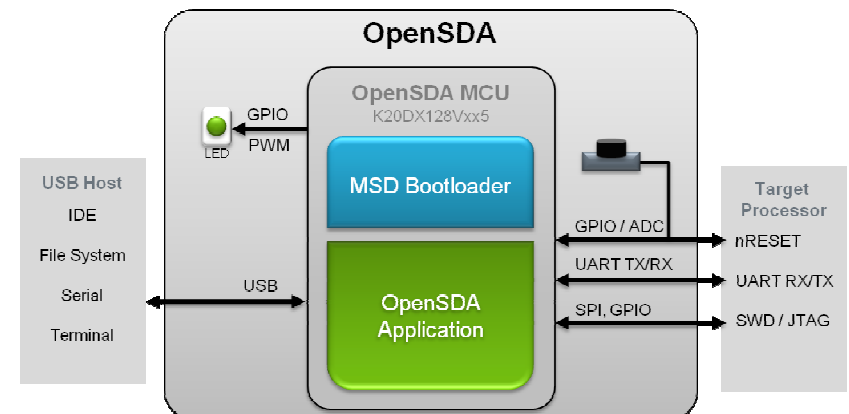 OpenSDA
OpenSDA MCU
K20DX128Vxx5
GPIO
PWM
LED
MSD Bootloader
USB Host
IDE
File System
Serial
Terminal
USB
OpenSDA
Application
GPIO / ADC
UART TX/RX
SPI, GPIO
Target
Processor
nRESET
UART RX/TX
SWD / JTAG